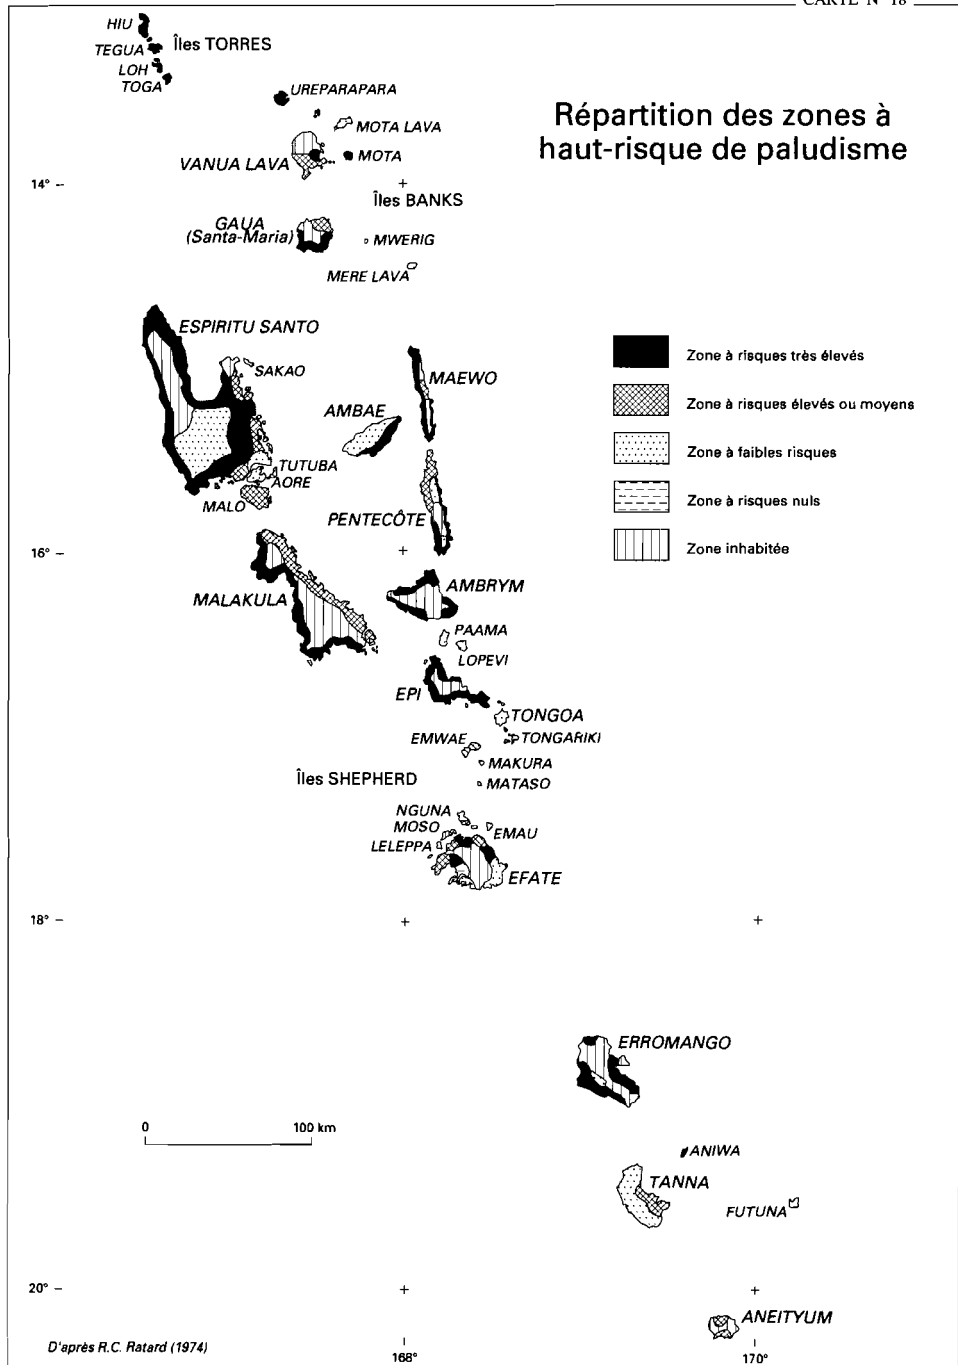 CARTE N° 18
HIU
TEGUA
Îles TORRES
LOH
TOGA
UREPARAPARA
MOTA LAVA
VANUA LAVA
MOTA
Répartition des zones à
haut-risque de paludisme
14°
Îles BANKS
GAUA
(Santa-Maria)
MWERIG
MERE LAVA
ESPIRITU SANTO
SAKAO
MAEWO
AMBAE
Zone à risques très élevés
Zone à risques élevés ou moyens
Zone à faibles risques
Zone à risques nuls
Zone inhabitée
TUTUBA
AORE
MALO
PENTECÔTE
16°
MALAKULA
AMBRYM
PAAMA
LOPEVI
EPI
TONGOA
EMWAE
TONGARIKI
MAKURA
Îles SHEPHERD
MATASO
NGUNA
MOSO
EMAU
LELEPPA
EFATE
18°
ERROMANGO
0 100 km
ANIWA
TANNA
FUTUNA
20°
ANEITYUM
D'après R.C. Ratard (1974)
168°
170°